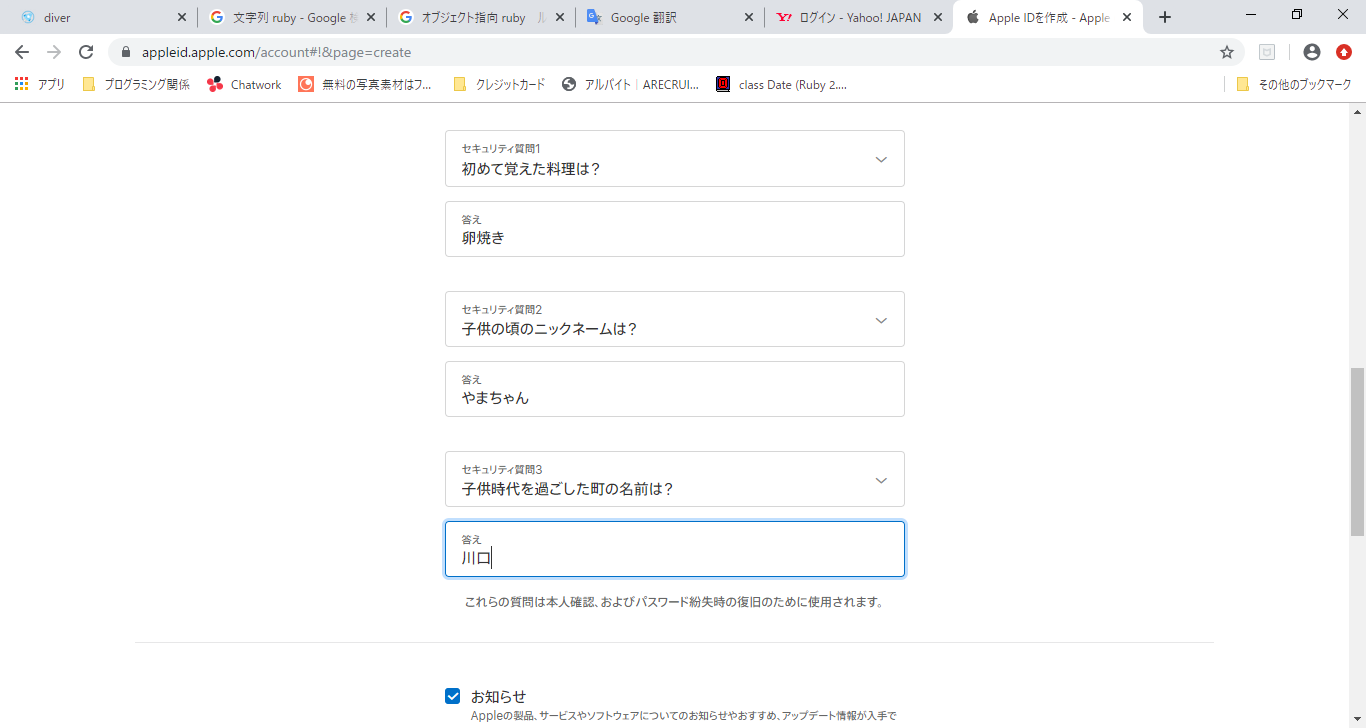 diver
文字列 ruby - Google
オブジェクト指向 ruby
Google 翻訳
ログイン - Yahoo! JAPAN
Apple IDを作成 - Apple
appleid.apple.com/account#!&page=create
アプリ
プログラミング関係
Chatwork
無料の写真素材はフ...
クレジットカード
アルバイト | ARECRUI...
class Date (Ruby 2....
その他のブックマーク
セキュリティ質問1
初めて覚えた料理は?
答え
卵焼き
セキュリティ質問2
子供の頃のニックネームは?
答え
やまちゃん
セキュリティ質問3
子供時代を過ごした町の名前は?
答え
川口
これらの質問は本人確認、およびパスワード紛失時の復旧のために使用されます。
お知らせ
Appleの製品、サービスやソフトウェアについてのお知らせやおすすめ、アップデート情報が入手で